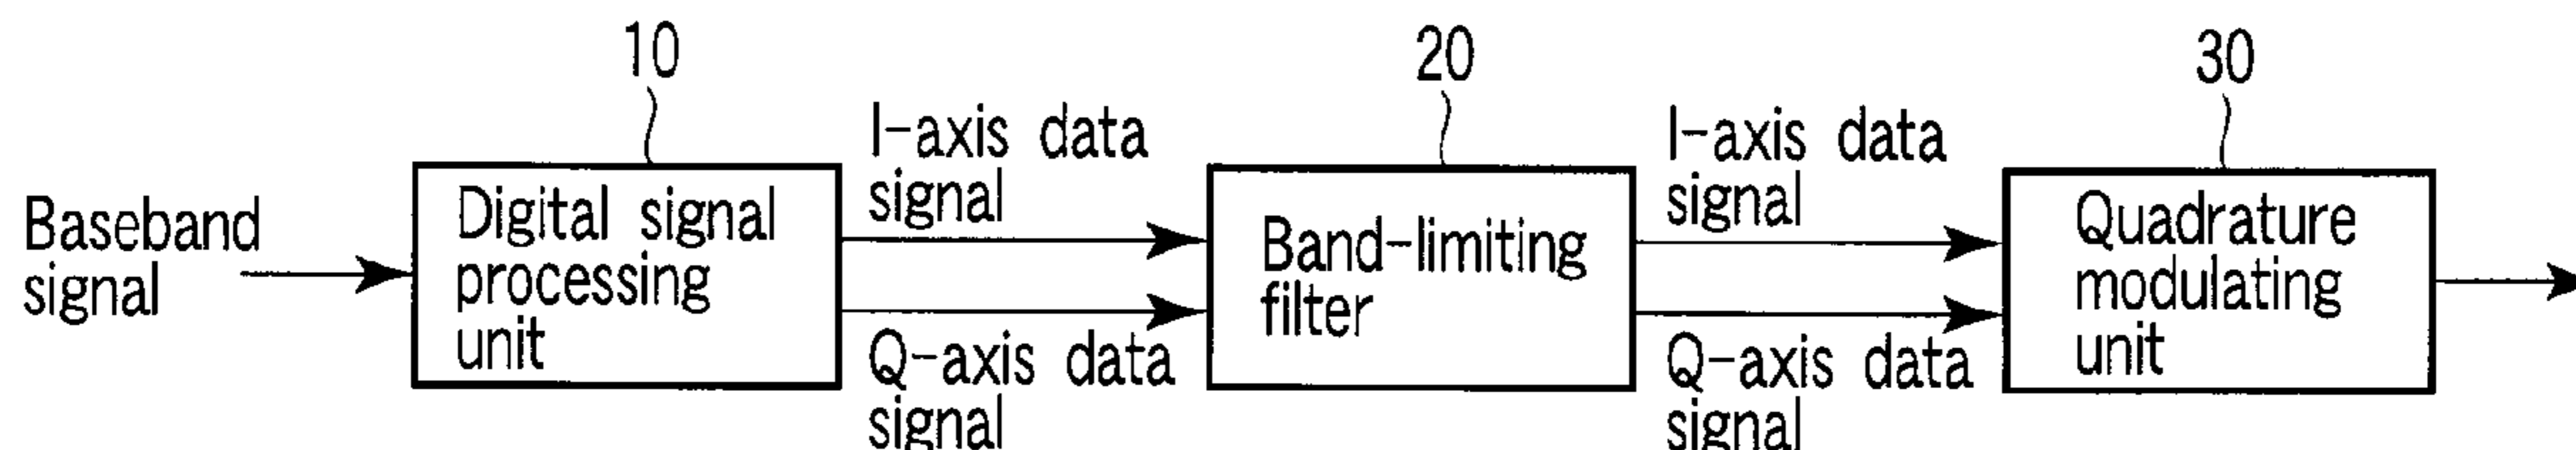 10
20
30
Baseband
signal
Digital signal
processing
unit
I-axis data
signal
Q-axis data
signal
Band-limiting
filter
I-axis data
signal
Q-axis data
signal
Quadrature
modulating
unit